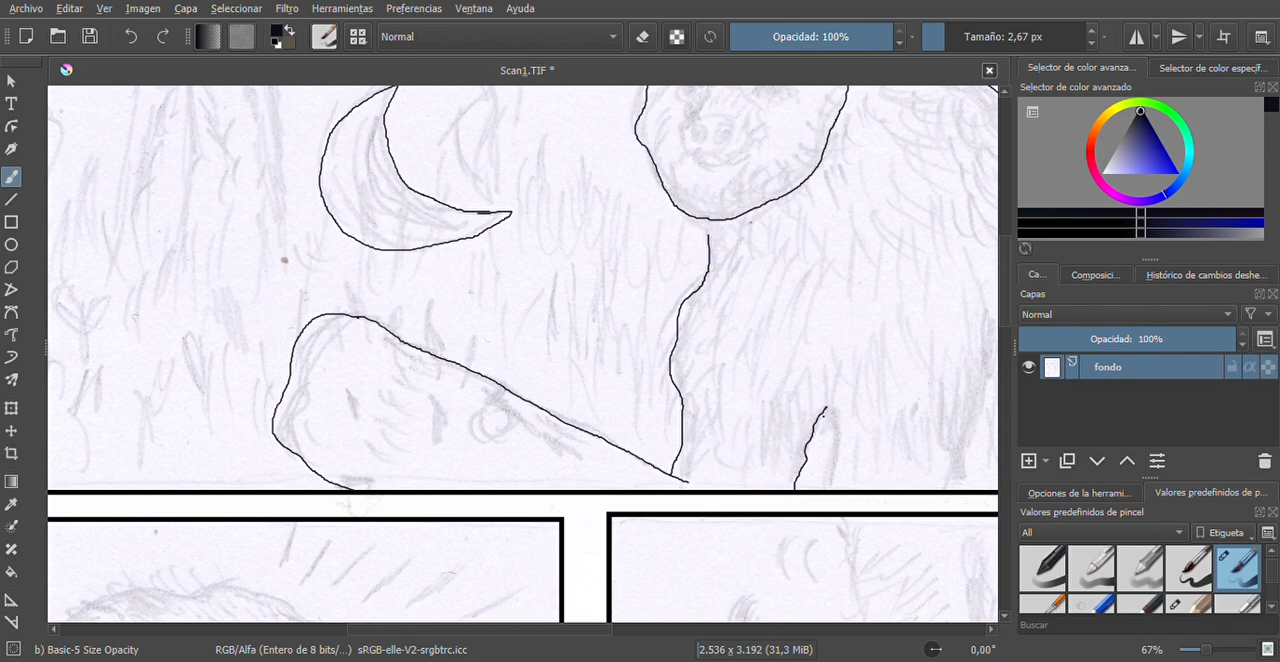 Archivo Editar Ver Imagen Capa Seleccionar Filtro Herramientas Preferencias Ventana Ayuda
Normal Opacidad: 100% Tamaño: 2,67 px
Scan1.TIF *
Selector de color avanza... Selector de color específ...
Selector de color avanzado
Ca... Composici... Histórico de cambios deshe...
Capas
Normal
Opacidad: 100%
fondo
Opciones de la herrami... Valores predefinidos de p...
Valores predefinidos de pincel
All Etiqueta
Buscar
b) Basic-5 Size Opacity RGB/Alfa (Entero de 8 bits/...) sRGB-elle-V2-srgbtrc.icc 2.536 x 3.192 (31,3 MiB) 0,00° 67%